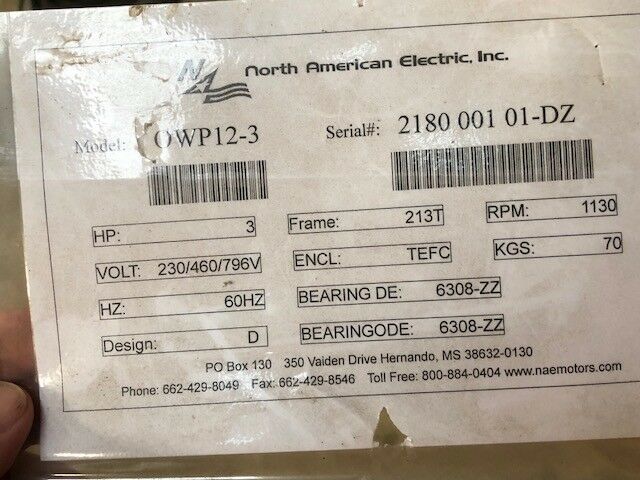 NAE North American Electric, Inc.
Model: OWP12-3 Serial#: 2180 001 01-DZ
HP: 3 Frame: 213T RPM: 1130
VOLT: 230/460/796V ENCL: TEFC KGS: 70
HZ: 60HZ BEARING DE: 6308-ZZ
Design: D BEARINGODE: 6308-ZZ
PO Box 130 350 Vaiden Drive Hernando, MS 38632-0130
Phone: 662-429-8049 Fax: 662-429-8546 Toll Free: 800-884-0404 www.naemotors.com